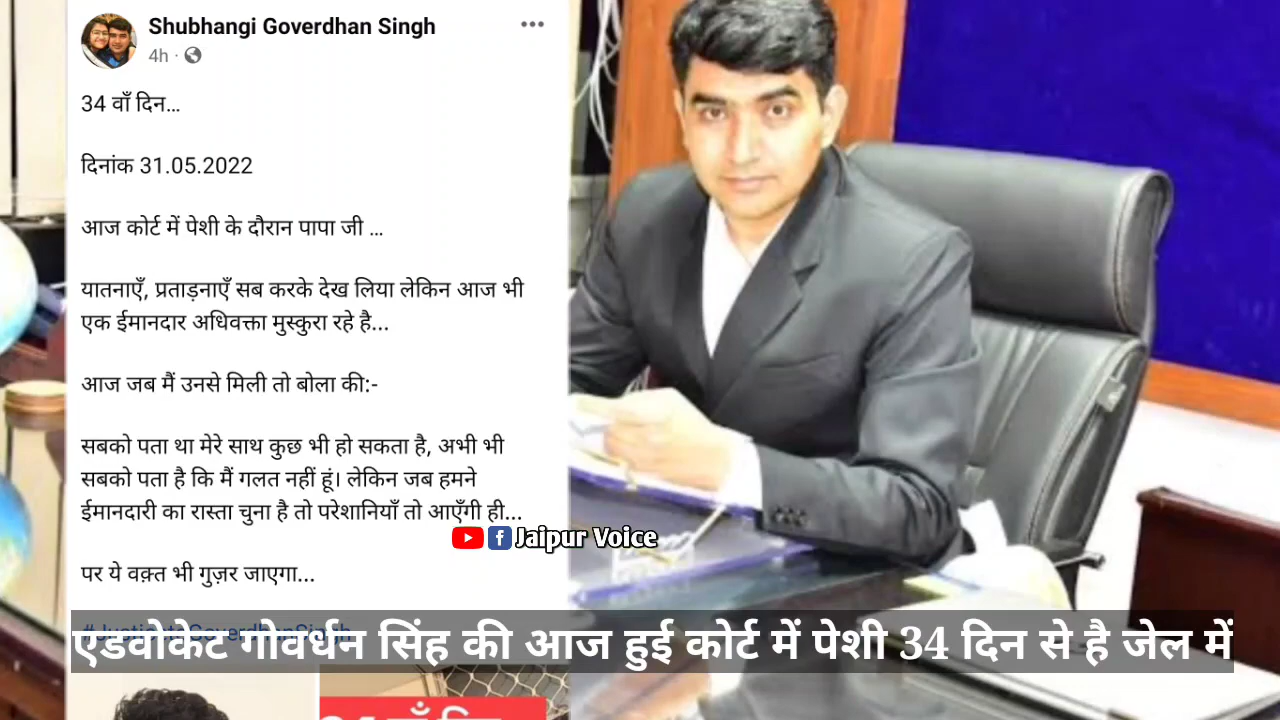 Shubhangi Goverdhan Singh
4h ·
34 वाँ दिन...
दिनांक 31.05.2022
आज कोर्ट में पेशी के दौरान पापा जी ...
यातनाएँ, प्रताड़नाएँ सब करके देख लिया लेकिन आज भी
एक ईमानदार अधिवक्ता मुस्कुरा रहे है...
आज जब मैं उनसे मिली तो बोला की:-
सबको पता था मेरे साथ कुछ भी हो सकता है, अभी भी
सबको पता है कि मैं गलत नहीं हूं। लेकिन जब हमने
ईमानदारी का रास्ता चुना है तो परेशानियाँ तो आएँगी ही...
Jaipur Voice
पर ये वक़्त भी गुज़र जाएगा...
एडवोकेट गोवर्धन सिंह की आज हुई कोर्ट में पेशी 34 दिन से है जेल में